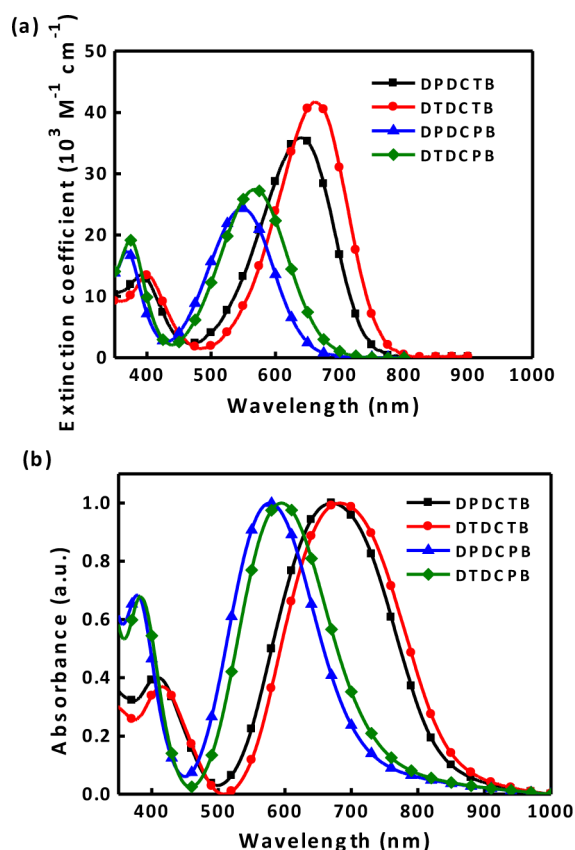 (a)
50
40
30
20
10
0
Extinction coefficient (10³ M⁻¹ cm⁻¹)
DPDCTB
DTDCTB
DPDCPB
DTDCPB
400 500 600 700 800 900 1000
Wavelength (nm)
(b)
1.0
0.8
0.6
0.4
0.2
0.0
Absorbance (a.u.)
DPDCTB
DTDCTB
DPDCPB
DTDCPB
400 500 600 700 800 900 1000
Wavelength (nm)